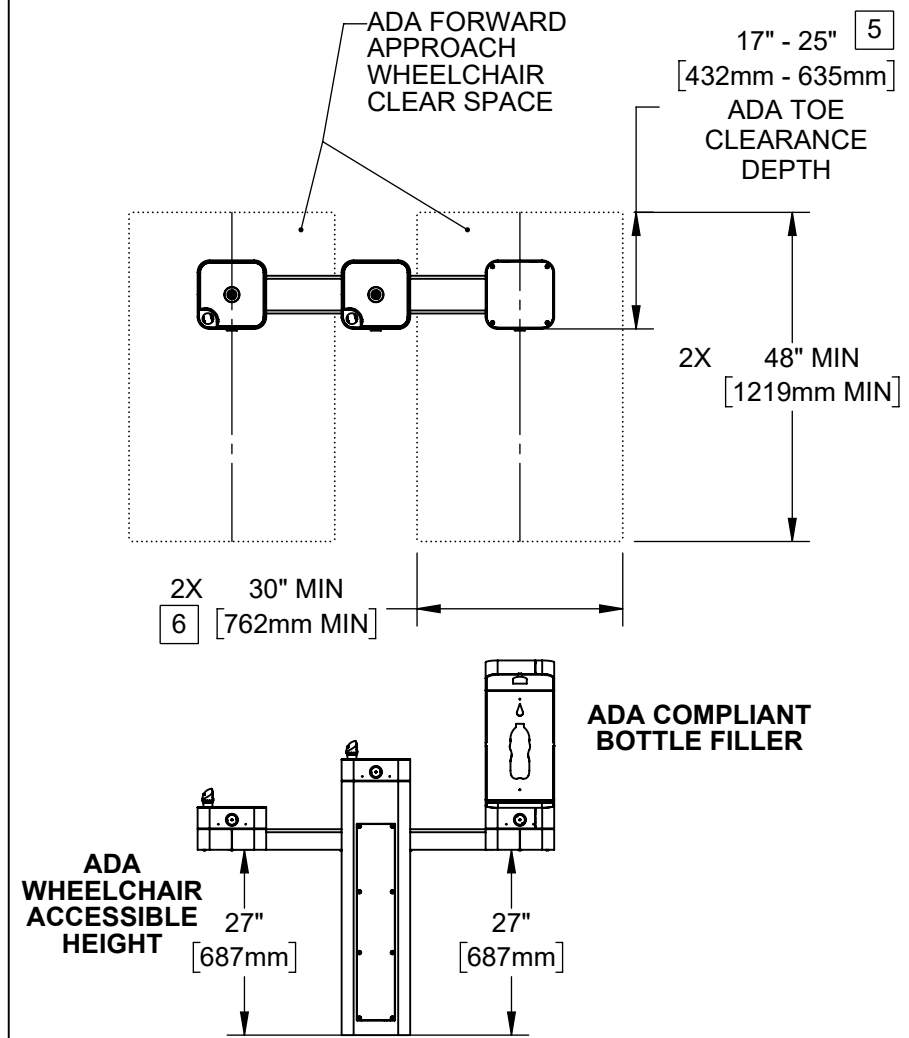 ADA FORWARD
APPROACH
WHEELCHAIR
CLEAR SPACE
17" - 25" 5
[432mm - 635mm]
ADA TOE
CLEARANCE
DEPTH
2X 48" MIN
[1219mm MIN]
2X 30" MIN
6 [762mm MIN]
ADA COMPLIANT
BOTTLE FILLER
ADA
WHEELCHAIR
ACCESSIBLE
HEIGHT
27"
[687mm]
27"
[687mm]